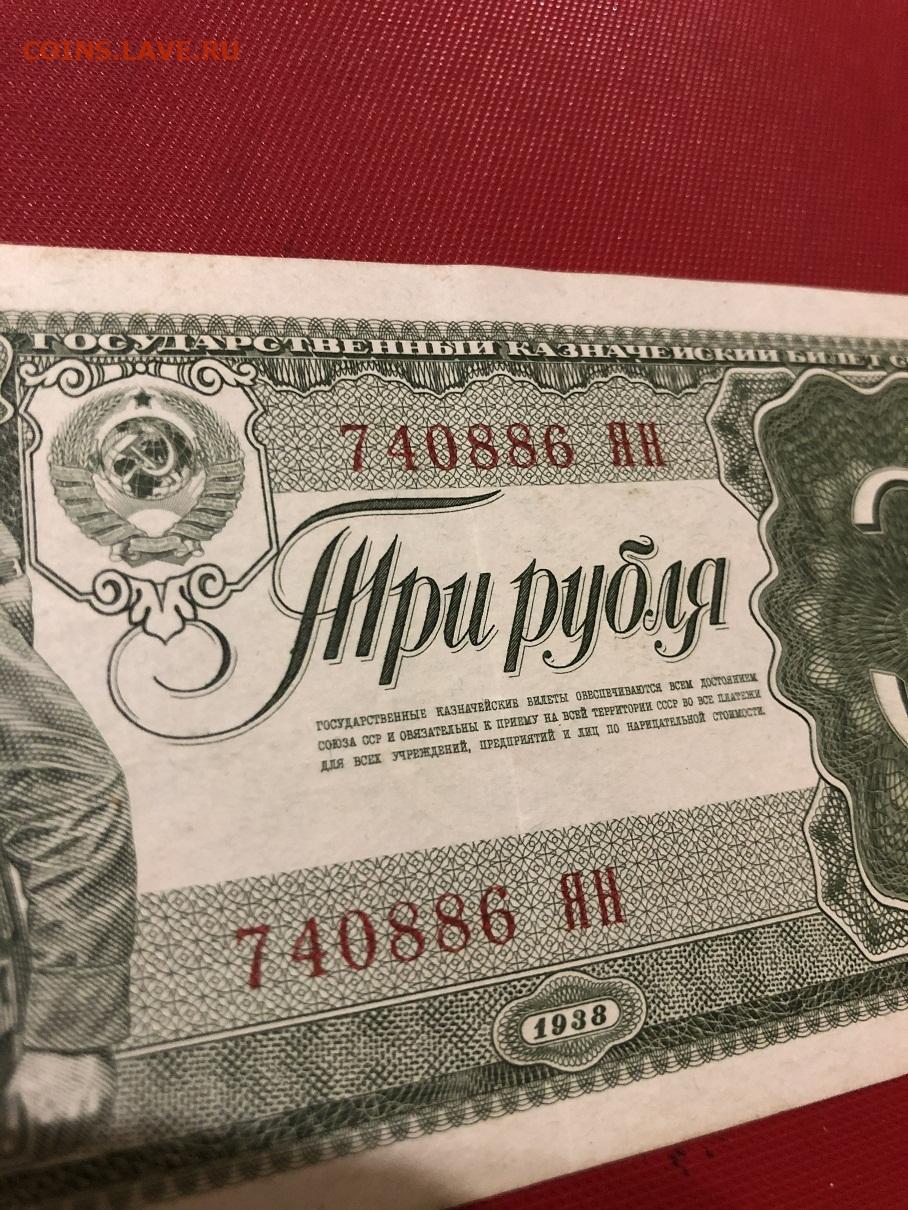 COINS.LAVE.RU
ГОСУДАРСТВЕННЫЙ КАЗНАЧЕЙСКИЙ БИЛЕТ
740886 ЯН
Три рубля
ГОСУДАРСТВЕННЫЕ КАЗНАЧЕЙСКИЕ БИЛЕТЫ ОБЕСПЕЧИВАЮТСЯ ВСЕМ ДОСТОЯНИЕМ
СОЮЗА ССР И ОБЯЗАТЕЛЬНЫ К ПРИЕМУ НА ВСЕЙ ТЕРРИТОРИИ СССР ВО ВСЕ ПЛАТЕЖИ
ДЛЯ ВСЕХ УЧРЕЖДЕНИЙ, ПРЕДПРИЯТИЙ И ЛИЦ ПО НАРИЦАТЕЛЬНОЙ СТОИМОСТИ
740886 ЯН
1938